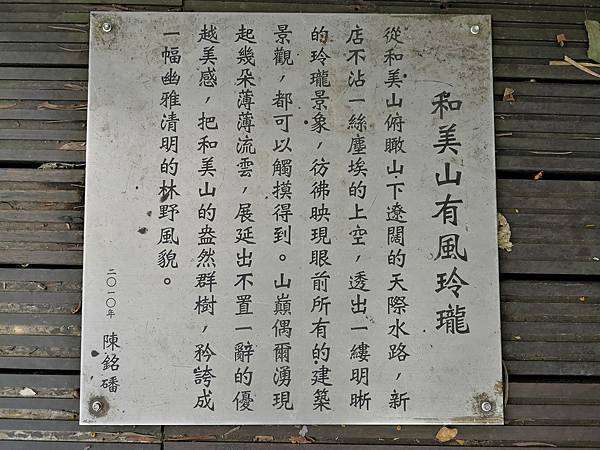 和美山有風玲瓏
從和美山俯瞰山下遼闊的天際水路，新
店不沾一絲塵埃的上空，透出一縷明晰
的玲瓏景象，彷彿映現眼前所有的建築
景觀，都可以觸摸得到。山巔偶爾湧現
起幾朵薄薄流雲，展延出不置一辭的優
越美感，把和美山的盎然群樹，矜誇成
一幅幽雅清明的林野風貌。
二〇一〇年 陳銘磻